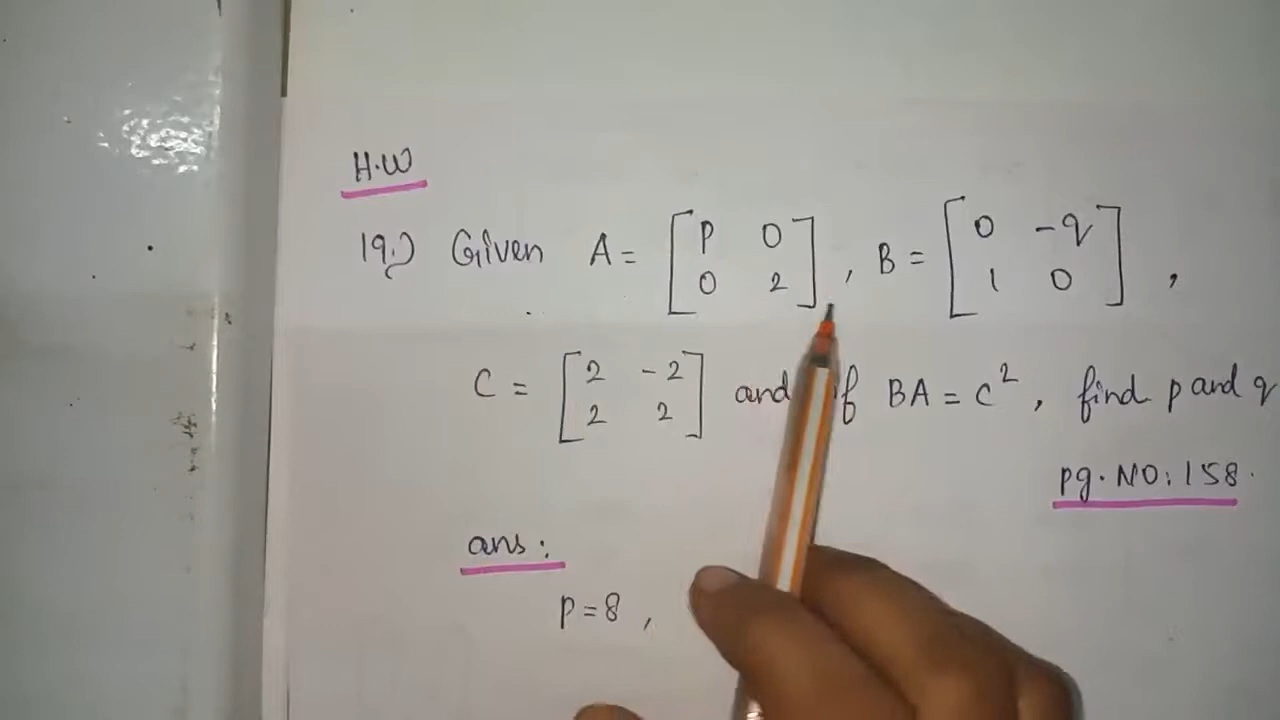 H.W
19.) Given A = [p 0 0 2], B = [0 -q 1 0],
C = [2 -2 2 2] and if BA = C², find p and q
pg.NO: 158.
ans:
P = 8,